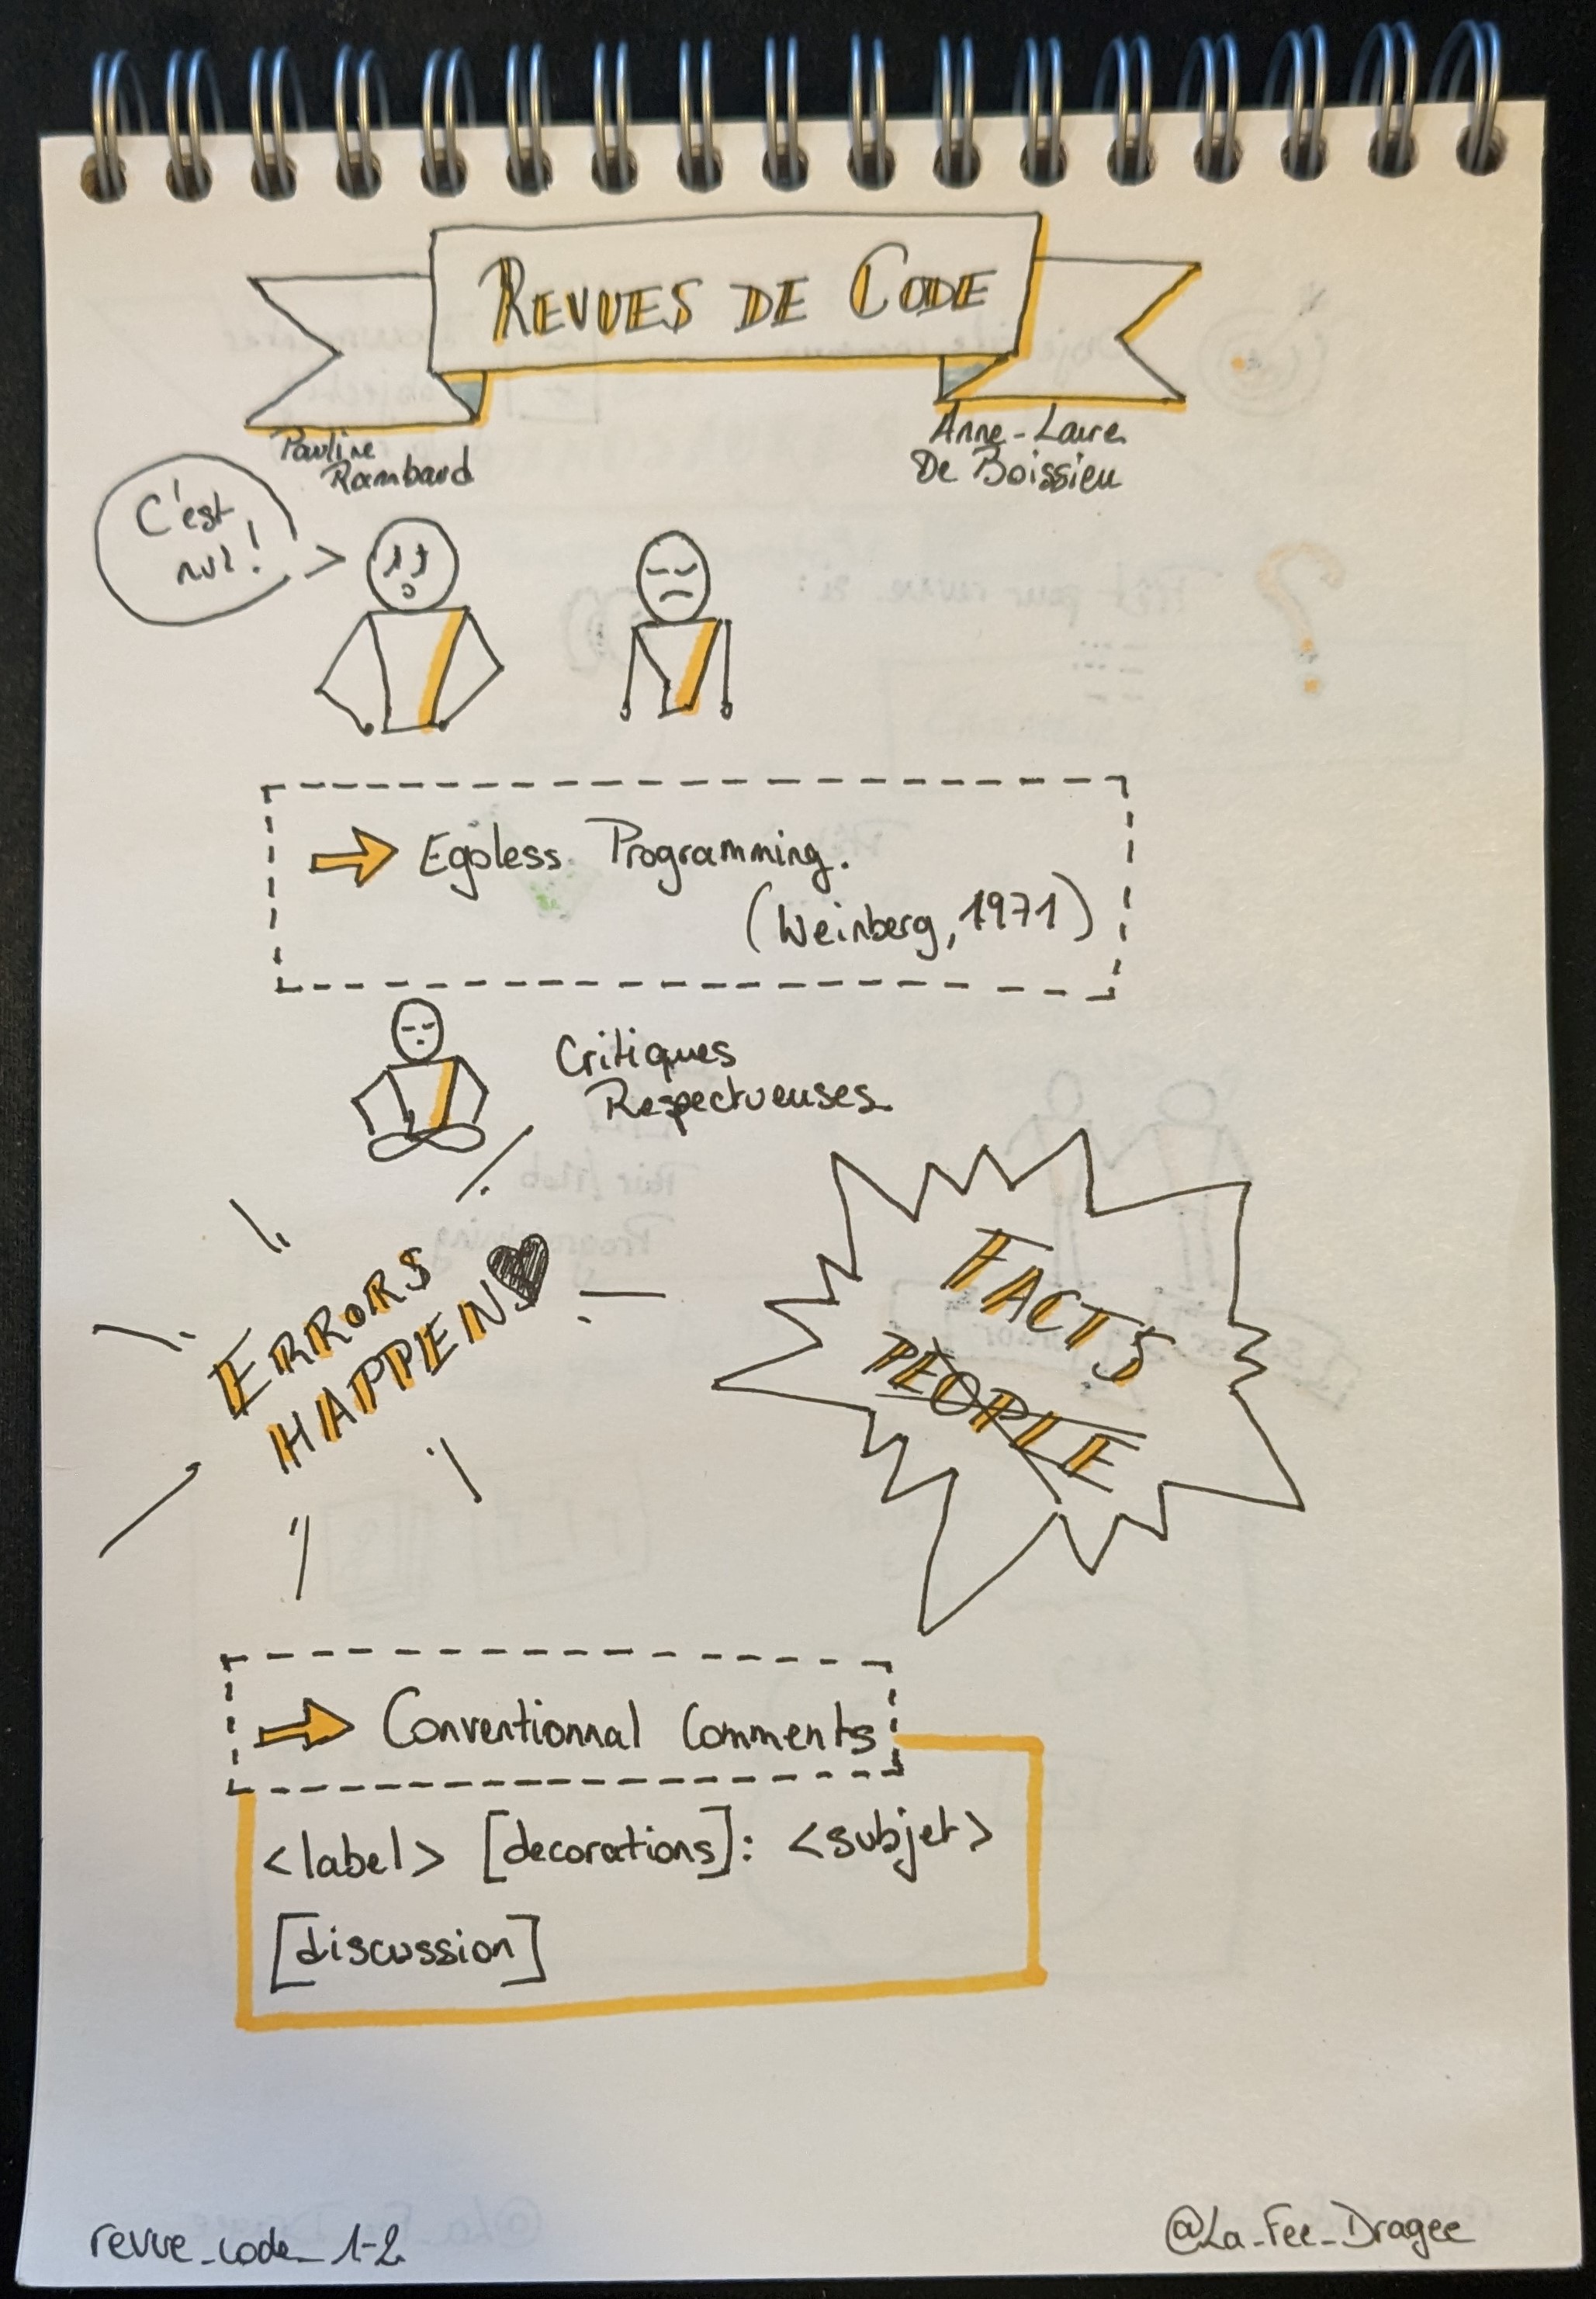 REVUES DE CODE
Pauline
Rambaud
Anne-Laure
De Boissieu
C'est
nul!
Egoless Programming.
(Weinberg, 1971)
Critiques
Respectueuses
ERRORS
HAPPENS
FACTS
PEOPLE
Conventionnal Comments
<label> [decorations]: <subjet>
[discussion]
revue_code_1-2
@La_Fee_Dragee